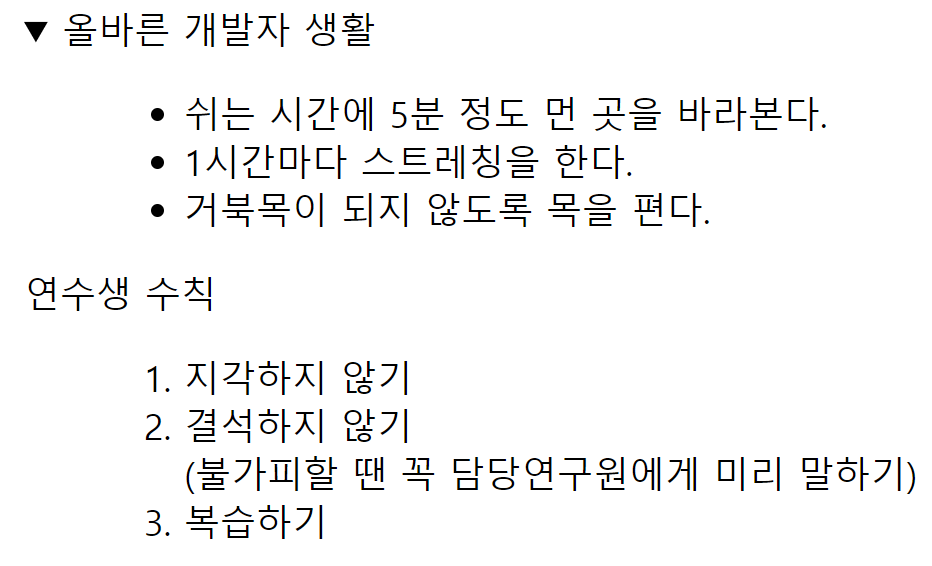 ▼ 올바른 개발자 생활
• 쉬는 시간에 5분 정도 먼 곳을 바라본다.
• 1시간마다 스트레칭을 한다.
• 거북목이 되지 않도록 목을 편다.
연수생 수칙
1. 지각하지 않기
2. 결석하지 않기
(불가피할 땐 꼭 담당연구원에게 미리 말하기)
3. 복습하기